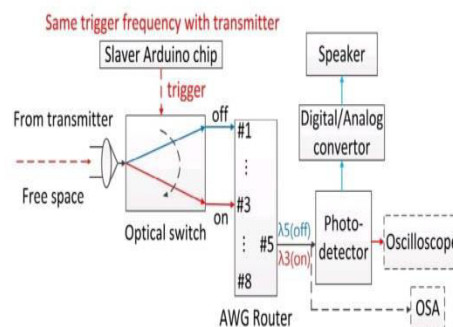 Same trigger frequency with transmitter
Slaver Arduino chip
Speaker
trigger
off
From transmitter
#1
Digital/Analog
convertor
Free space
#3
on
Optical switch
#5
λ5(off)
λ3(on)
Photo-
detector
Oscilloscope
#8
AWG Router
OSA